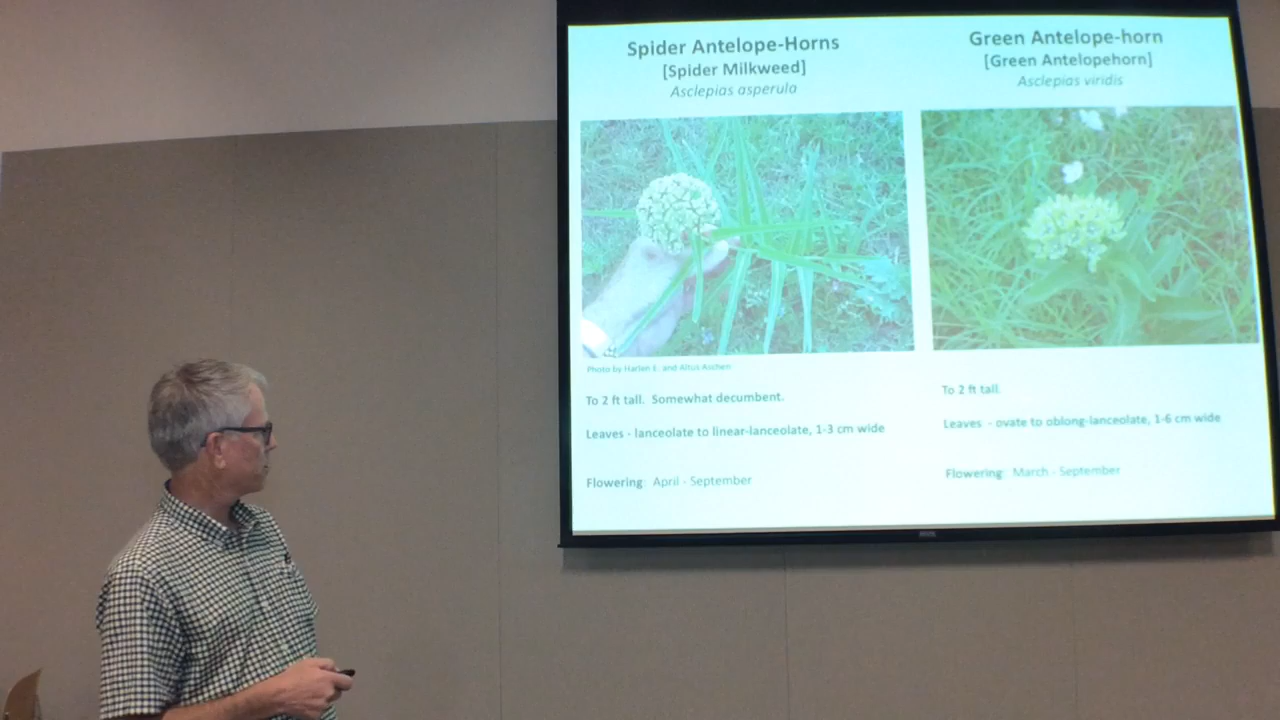 Spider Antelope-Horns
[Spider Milkweed]
Asclepias asperula
Photo by Harlen E. and Altus Aschen
To 2 ft tall. Somewhat decumbent.
Leaves - lanceolate to linear-lanceolate, 1-3 cm wide
Flowering: April - September
Green Antelope-horn
[Green Antelopehorn]
Asclepias viridis
To 2 ft tall.
Leaves - ovate to oblong-lanceolate, 1-6 cm wide
Flowering: March - September